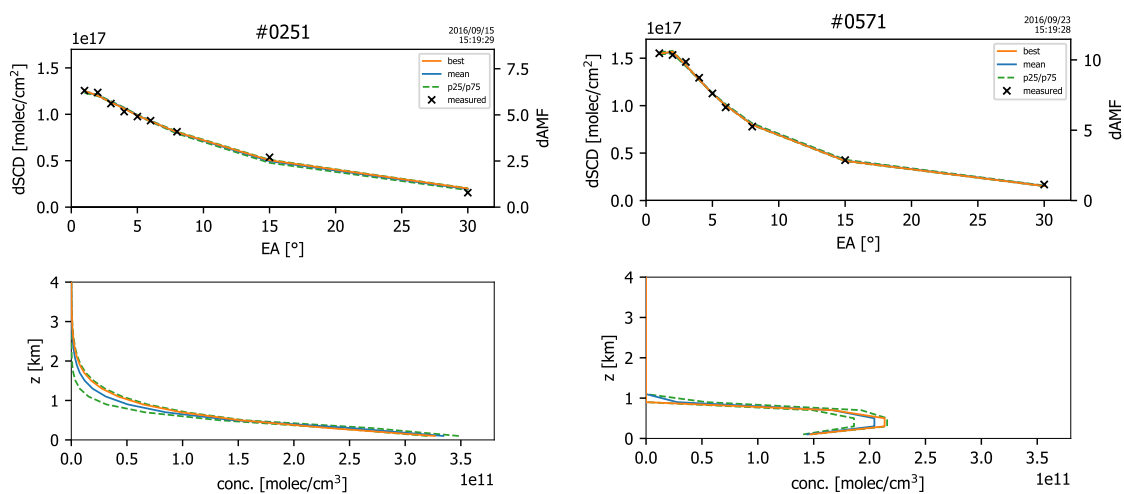 #0251
2016/09/15
15:19:29
1e17
best
mean
p25/p75
measured
dSCD [molec/cm²]
1.5
1.0
0.5
0.0
dAMF
7.5
5.0
2.5
0.0
0 5 10 15 20 25 30
EA [°]
z [km]
4
3
2
1
0
0.0 0.5 1.0 1.5 2.0 2.5 3.0 3.5
1e11
conc. [molec/cm³]
#0571
2016/09/23
15:19:28
1e17
best
mean
p25/p75
measured
dSCD [molec/cm²]
1.5
1.0
0.5
0.0
dAMF
10
5
0
0 5 10 15 20 25 30
EA [°]
z [km]
4
3
2
1
0
0.0 0.5 1.0 1.5 2.0 2.5 3.0 3.5
1e11
conc. [molec/cm³]